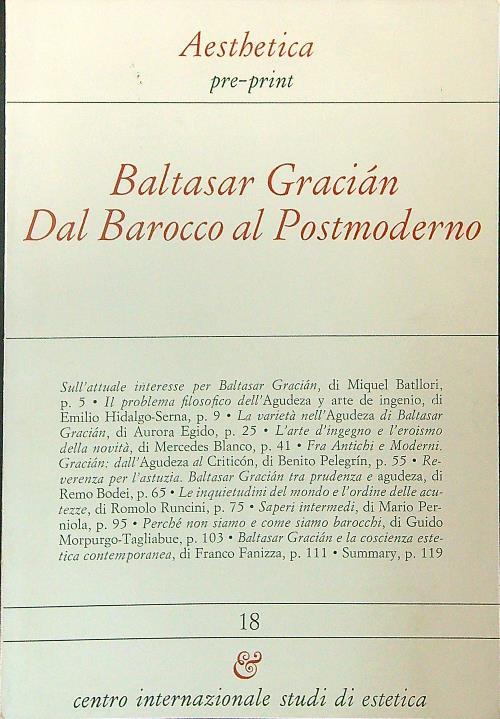 Aesthetica
pre-print
Baltasar Gracián
Dal Barocco al Postmoderno
Sull'attuale interesse per Baltasar Gracián, di Miquel Batllori,
p. 5 • Il problema filosofico dell'Agudeza y arte de ingenio, di
Emilio Hidalgo-Serna, p. 9 • La varietà nell'Agudeza di Baltasar
Gracián, di Aurora Egido, p. 25 • L'arte d'ingegno e l'eroismo
della novità, di Mercedes Blanco, p. 41 • Fra Antichi e Moderni.
Gracián: dall'Agudeza al Criticón, di Benito Pelegrín, p. 55 • Re-
verenza per l'astuzia. Baltasar Gracián tra prudenza e agudeza, di
Remo Bodei, p. 65 • Le inquietudini del mondo e l'ordine delle acu-
tezze, di Romolo Runcini, p. 75 • Saperi intermedi, di Mario Per-
niola, p. 95 • Perché non siamo e come siamo barocchi, di Guido
Morpurgo-Tagliabue, p. 103 • Baltasar Gracián e la coscienza este-
tica contemporanea, di Franco Fanizza, p. 111 • Summary, p. 119
18
&
centro internazionale studi di estetica